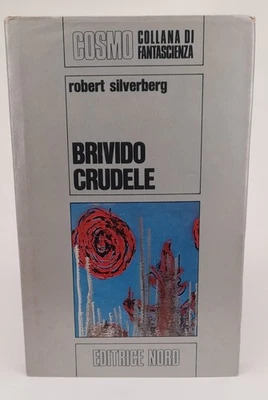 COSMO
COLLANA DI
FANTASCIENZA
robert silverberg
BRIVIDO
CRUDELE
EDITRICE NORD